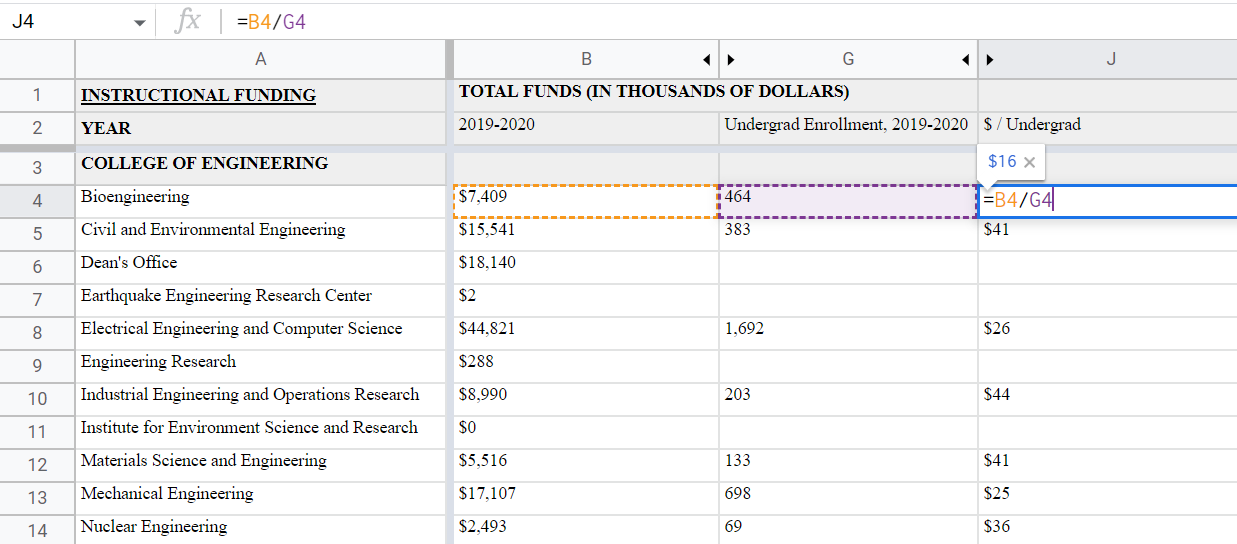 J4 fx =B4/G4
A B G J
1 INSTRUCTIONAL FUNDING TOTAL FUNDS (IN THOUSANDS OF DOLLARS)
2 YEAR 2019-2020 Undergrad Enrollment, 2019-2020 $ / Undergrad
3 COLLEGE OF ENGINEERING $16 ×
4 Bioengineering $7,409 464 =B4/G4
5 Civil and Environmental Engineering $15,541 383 $41
6 Dean's Office $18,140
7 Earthquake Engineering Research Center $2
8 Electrical Engineering and Computer Science $44,821 1,692 $26
9 Engineering Research $288
10 Industrial Engineering and Operations Research $8,990 203 $44
11 Institute for Environment Science and Research $0
12 Materials Science and Engineering $5,516 133 $41
13 Mechanical Engineering $17,107 698 $25
14 Nuclear Engineering $2,493 69 $36